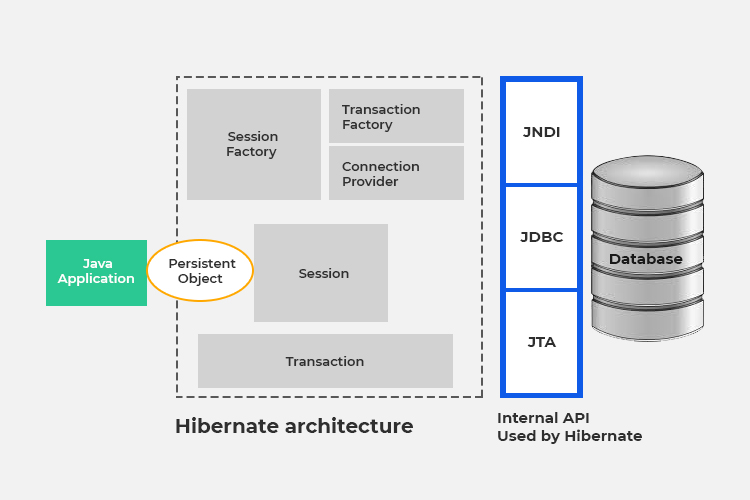 Session
Factory
Transaction
Factory
Connection
Provider
Java
Application
Persistent
Object
Session
Transaction
Hibernate architecture
JNDI
JDBC
JTA
Internal API
Used by Hibernate
Database